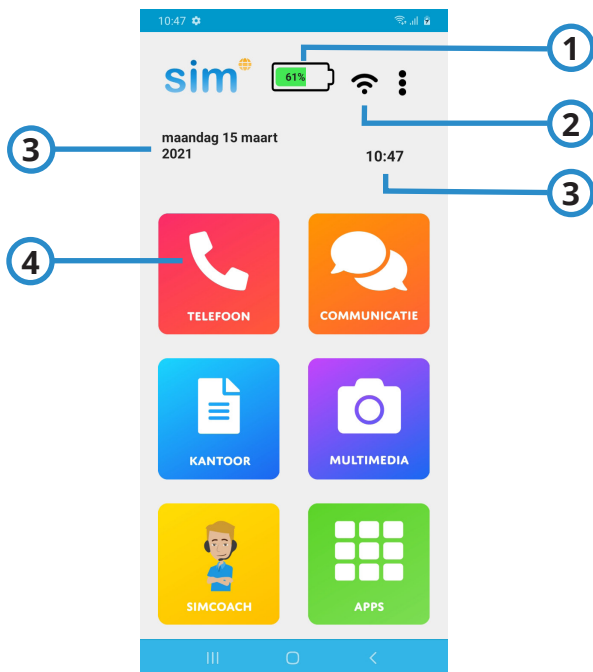 10:47
sim
61%
1
2
maandag 15 maart
2021
10:47
3
3
4
TELEFOON
COMMUNICATIE
KANTOOR
MULTIMEDIA
SIMCOACH
APPS